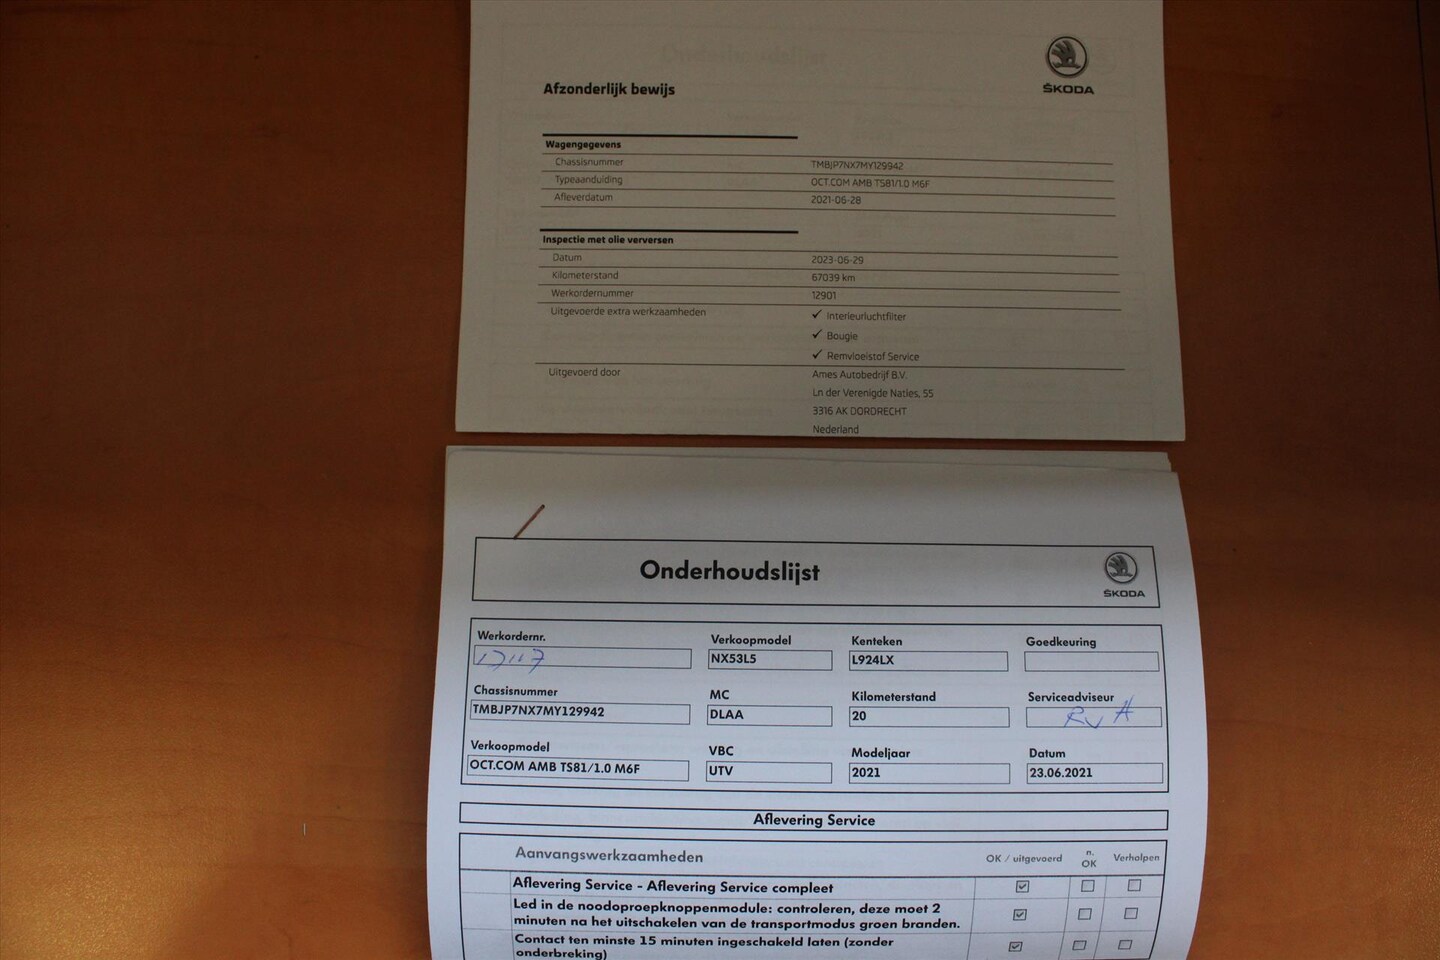 Afzonderlijk bewijs
ŠKODA
Wagengegevens
Chassisnummer TMBJP7NX7MY129942
Typeaanduiding OCT.COM AMB TS81/1.0 M6F
Afleverdatum 2021-06-28
Inspectie met olie verversen
Datum 2023-06-29
Kilometerstand 67039 km
Werkordernummer 12901
Uitgevoerde extra werkzaamheden ✓ Interieurluchtfilter
✓ Bougie
✓ Remvloeistof Service
Uitgevoerd door Ames Autobedrijf B.V.
Ln der Verenigde Naties, 55
3316 AK DORDRECHT
Nederland
Onderhoudslijst
ŠKODA
Werkordernr. Verkoopmodel Kenteken Goedkeuring
NX53L5 L924LX
Chassisnummer MC Kilometerstand Serviceadviseur
TMBJP7NX7MY129942 DLAA 20
Verkoopmodel VBC Modeljaar Datum
OCT.COM AMB TS81/1.0 M6F UTV 2021 23.06.2021
Aflevering Service
Aanvangswerkzaamheden OK / uitgevoerd n. OK Verholpen
Aflevering Service - Aflevering Service compleet
Led in de noodoproepknoppenmodule: controleren, deze moet 2
minuten na het uitschakelen van de transportmodus groen branden.
Contact ten minste 15 minuten ingeschakeld laten (zonder
onderbreking)